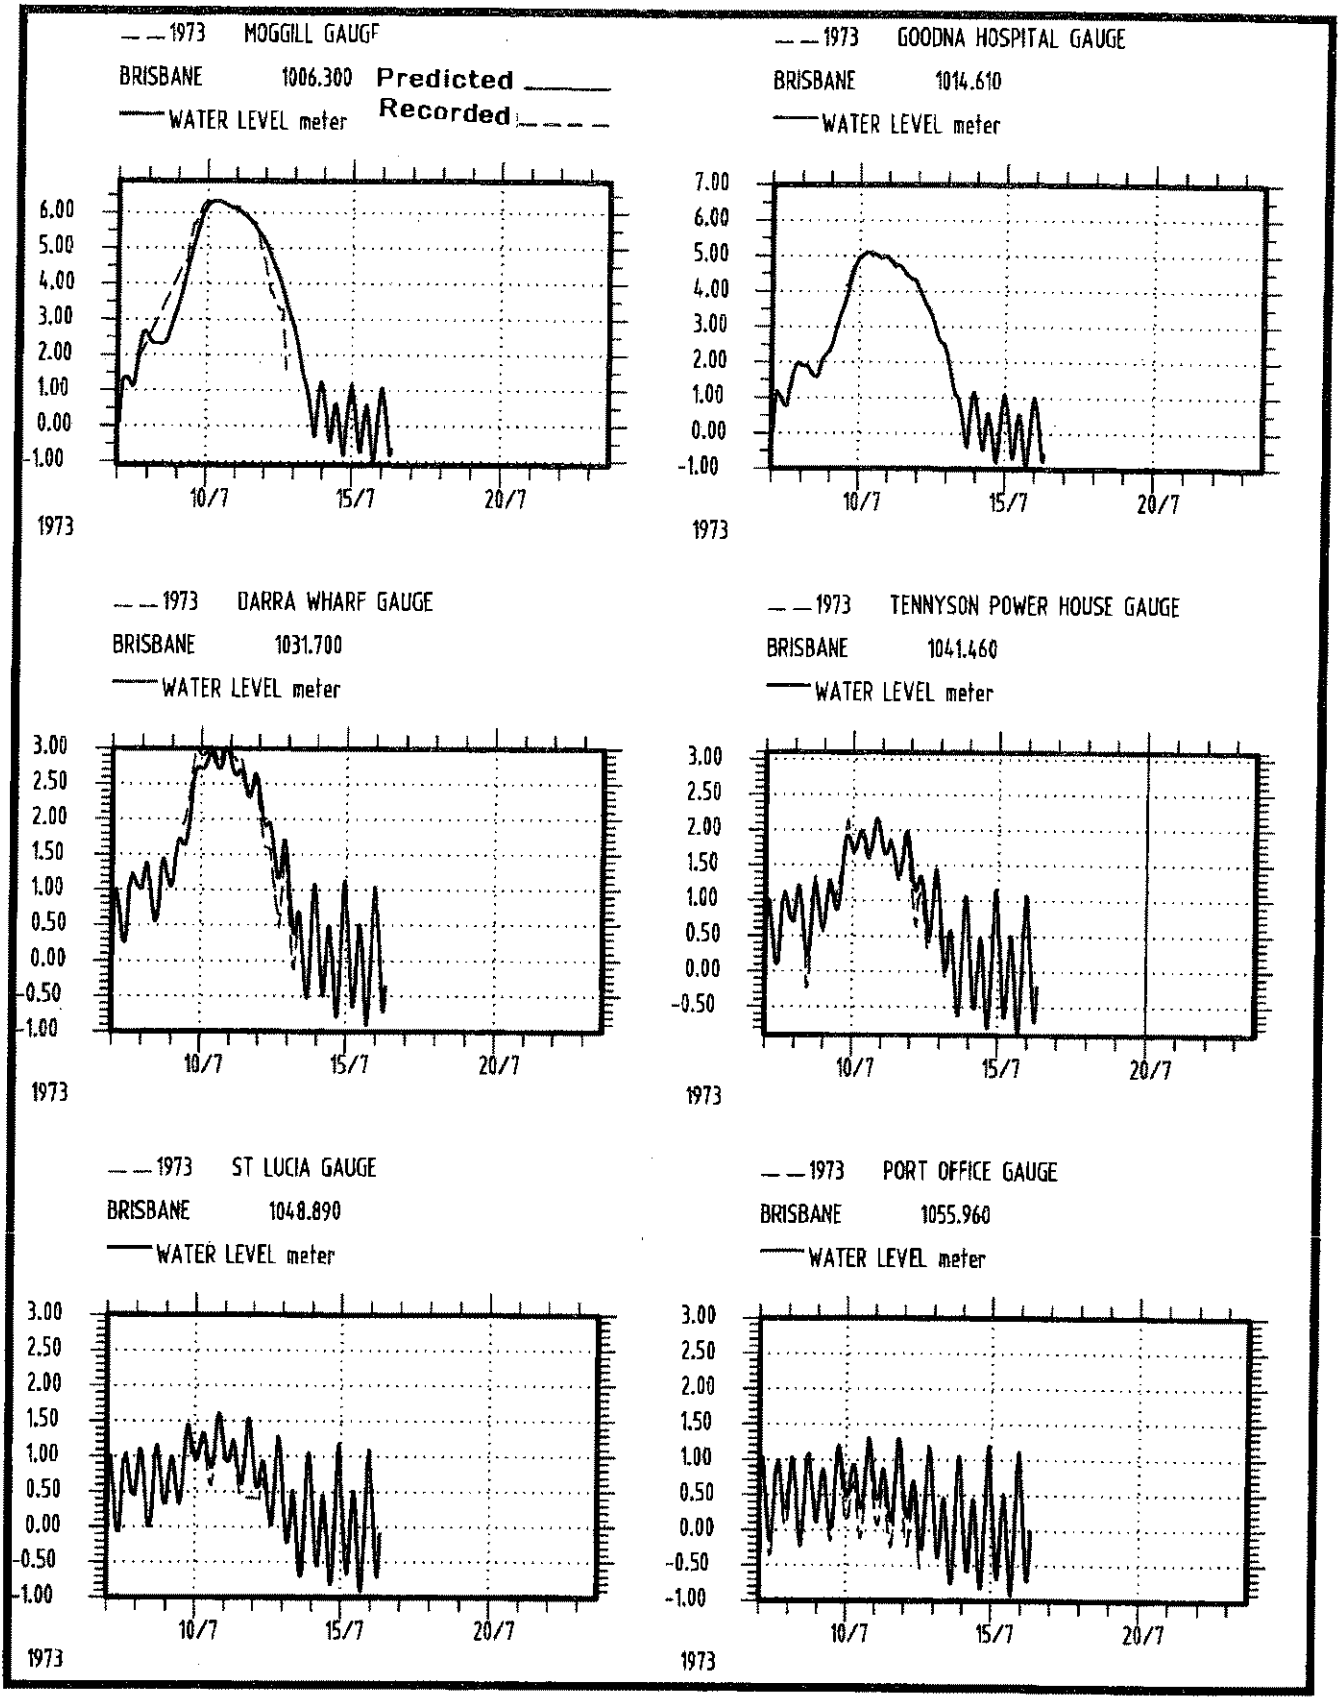 — — 1973 MOGGILL GAUGE
BRISBANE 1006.300 Predicted
WATER LEVEL meter Recorded
6.00
5.00
4.00
3.00
2.00
1.00
0.00
-1.00
10/7 15/7 20/7
1973
— — 1973 GOODNA HOSPITAL GAUGE
BRISBANE 1014.610
WATER LEVEL meter
7.00
6.00
5.00
4.00
3.00
2.00
1.00
0.00
-1.00
10/7 15/7 20/7
1973
— — 1973 DARRA WHARF GAUGE
BRISBANE 1031.700
WATER LEVEL meter
3.00
2.50
2.00
1.50
1.00
0.50
0.00
-0.50
-1.00
10/7 15/7 20/7
1973
— — 1973 TENNYSON POWER HOUSE GAUGE
BRISBANE 1041.460
WATER LEVEL meter
3.00
2.50
2.00
1.50
1.00
0.50
0.00
-0.50
10/7 15/7 20/7
1973
— — 1973 ST LUCIA GAUGE
BRISBANE 1048.890
WATER LEVEL meter
3.00
2.50
2.00
1.50
1.00
0.50
0.00
-0.50
-1.00
10/7 15/7 20/7
1973
— — 1973 PORT OFFICE GAUGE
BRISBANE 1055.960
WATER LEVEL meter
3.00
2.50
2.00
1.50
1.00
0.50
0.00
-0.50
-1.00
10/7 15/7 20/7
1973